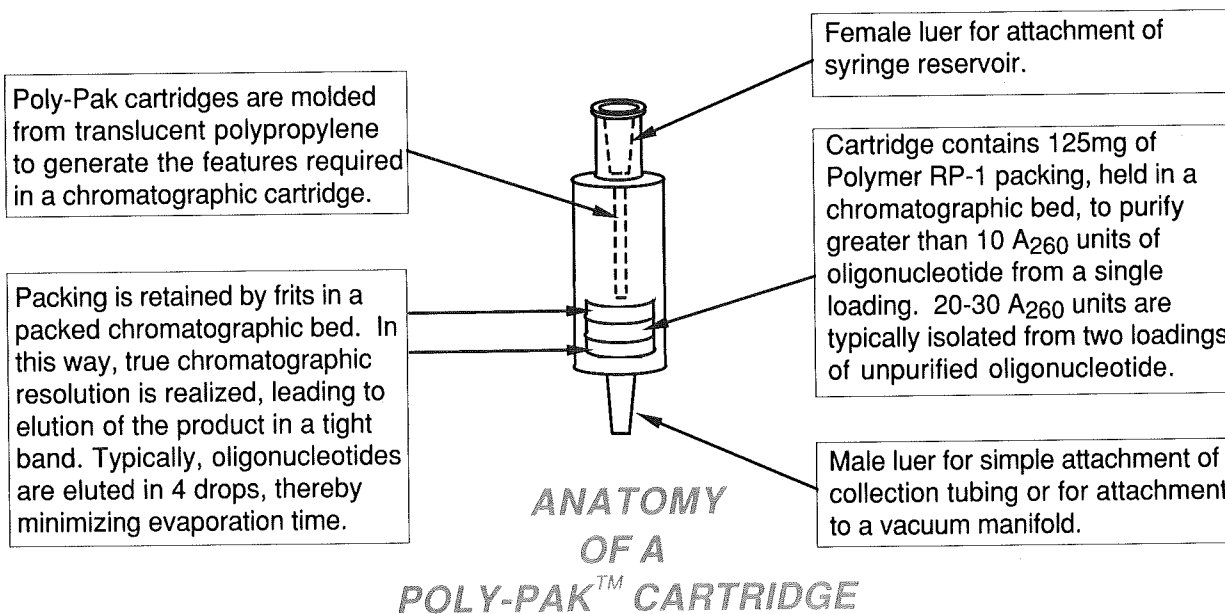 Poly-Pak cartridges are molded
from translucent polypropylene
to generate the features required
in a chromatographic cartridge.
Packing is retained by frits in a
packed chromatographic bed. In
this way, true chromatographic
resolution is realized, leading to
elution of the product in a tight
band. Typically, oligonucleotides
are eluted in 4 drops, thereby
minimizing evaporation time.
Female luer for attachment of
syringe reservoir.
Cartridge contains 125mg of
Polymer RP-1 packing, held in a
chromatographic bed, to purify
greater than 10 A260 units of
oligonucleotide from a single
loading. 20-30 A260 units are
typically isolated from two loadings
of unpurified oligonucleotide.
Male luer for simple attachment of
collection tubing or for attachment
to a vacuum manifold.
ANATOMY
OF A
POLY-PAK™ CARTRIDGE